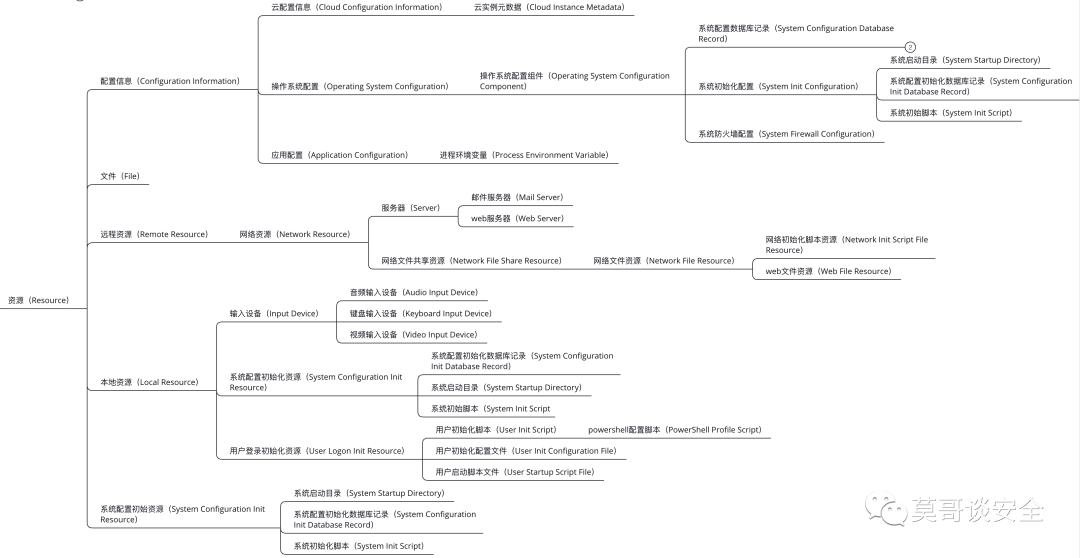 云配置信息（Cloud Configuration Information）
云实例元数据（Cloud Instance Metadata）
系统配置数据库记录（System Configuration Database
Record）
2
系统启动目录（System Startup Directory）
配置信息（Configuration Information）
操作系统配置（Operating System Configuration）
操作系统配置组件（Operating System Configuration
Component）
系统初始化配置（System Init Configuration）
系统配置初始化数据库记录（System Configuration
Init Database Record）
系统初始脚本（System Init Script）
系统防火墙配置（System Firewall Configuration）
应用配置（Application Configuration）
进程环境变量（Process Environment Variable）
文件（File）
远程资源（Remote Resource）
网络资源（Network Resource）
服务器（Server）
邮件服务器（Mail Server）
web服务器（Web Server）
网络文件共享资源（Network File Share Resource）
网络文件资源（Network File Resource）
网络初始化脚本资源（Network Init Script File
Resource）
web文件资源（Web File Resource）
资源（Resource）
本地资源（Local Resource）
输入设备（Input Device）
音频输入设备（Audio Input Device）
键盘输入设备（Keyboard Input Device）
视频输入设备（Video Input Device）
系统配置初始化资源（System Configuration Init
Resource）
系统配置初始化数据库记录（System Configuration
Init Database Record）
系统启动目录（System Startup Directory）
系统初始脚本（System Init Script
用户登录初始化资源（User Logon Init Resource）
用户初始化脚本（User Init Script）
powershell配置脚本（PowerShell Profile Script）
用户初始化配置文件（User Init Configuration File）
用户启动脚本文件（User Startup Script File）
系统配置初始资源（System Configuration Init
Resource）
系统启动目录（System Startup Directory）
系统配置初始化数据库记录（System Configuration
Init Database Record）
系统初始化脚本（System Init Script）
莫哥谈安全